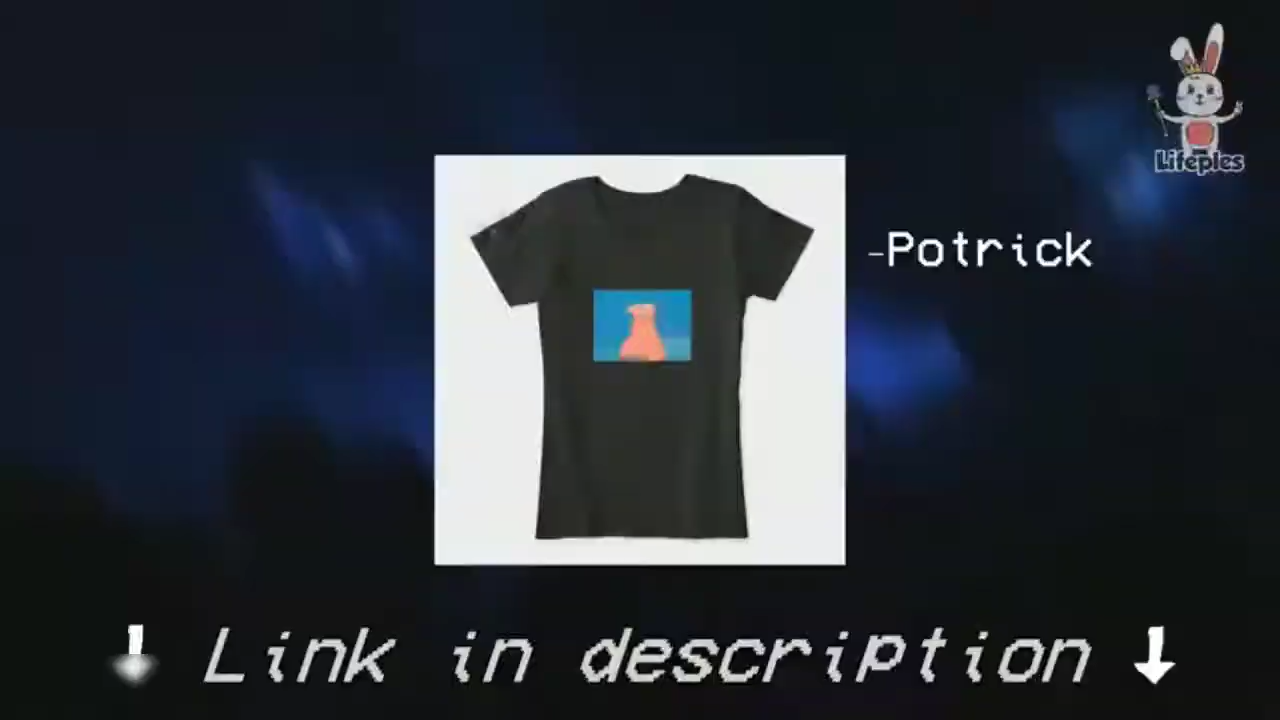 Lifeples
-Potrick
↓ Link in description ↓